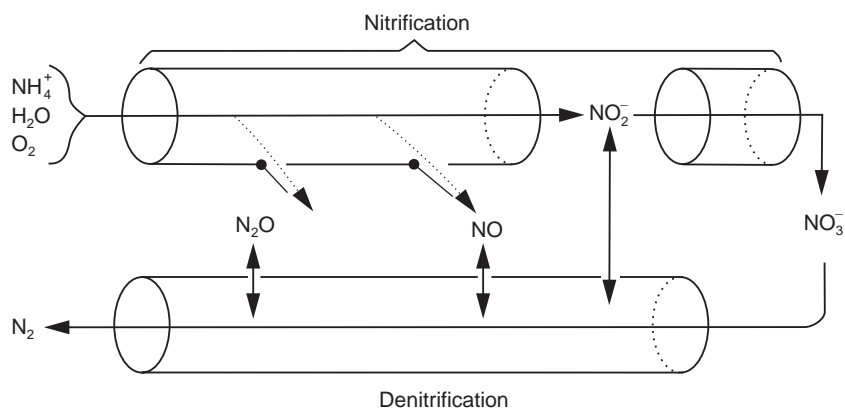 Nitrification
NH₄⁺
H₂O
O₂
NO₂⁻
N₂O
NO
NO₃⁻
N₂
Denitrification